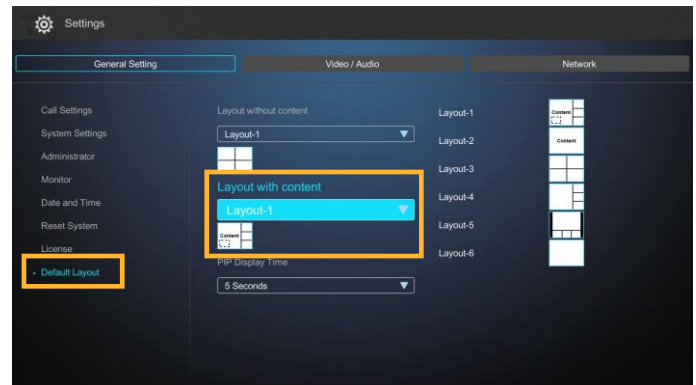 Settings
General Setting
Video / Audio
Network
Call Settings
System Settings
Administrator
Monitor
Date and Time
Reset System
License
• Default Layout
Layout without content
Layout-1
Layout with content
Layout-1
Content
PIP Display Time
5 Seconds
Layout-1
Content
Layout-2
Content
Layout-3
Layout-4
Layout-5
Layout-6